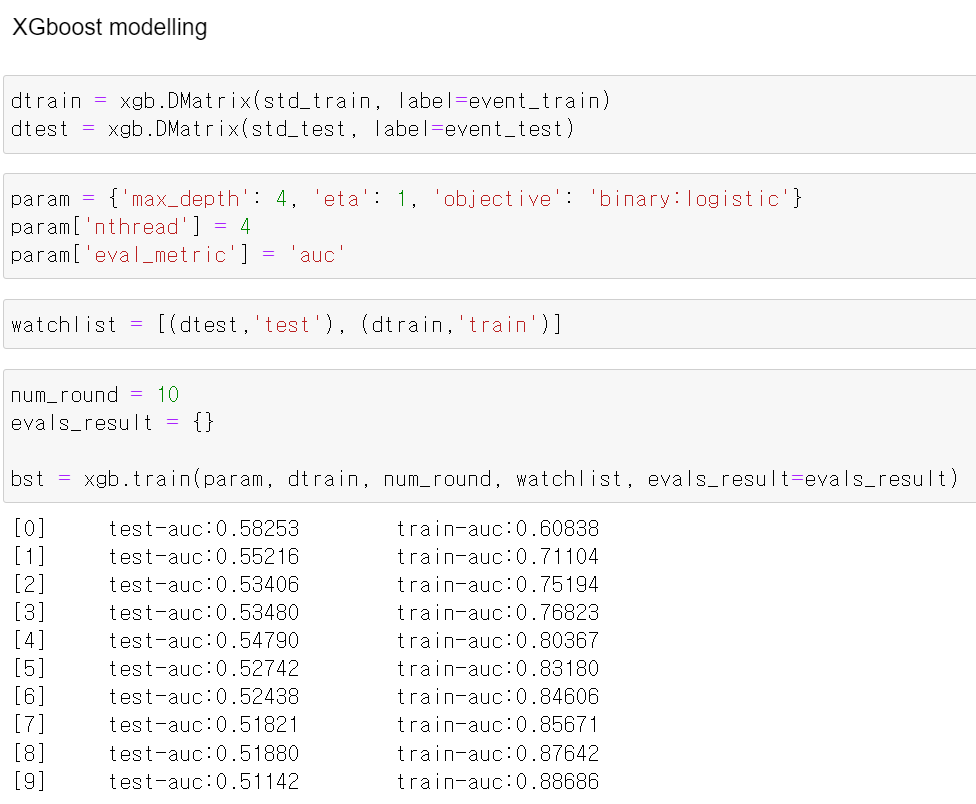 XGboost modelling
dtrain = xgb.DMatrix(std_train, label=event_train)
dtest = xgb.DMatrix(std_test, label=event_test)
param = {'max_depth': 4, 'eta': 1, 'objective': 'binary:logistic'}
param['nthread'] = 4
param['eval_metric'] = 'auc'
watchlist = [(dtest,'test'), (dtrain,'train')]
num_round = 10
evals_result = {}
bst = xgb.train(param, dtrain, num_round, watchlist, evals_result=evals_result)
[0] test-auc:0.58253 train-auc:0.60838
[1] test-auc:0.55216 train-auc:0.71104
[2] test-auc:0.53406 train-auc:0.75194
[3] test-auc:0.53480 train-auc:0.76823
[4] test-auc:0.54790 train-auc:0.80367
[5] test-auc:0.52742 train-auc:0.83180
[6] test-auc:0.52438 train-auc:0.84606
[7] test-auc:0.51821 train-auc:0.85671
[8] test-auc:0.51880 train-auc:0.87642
[9] test-auc:0.51142 train-auc:0.88686